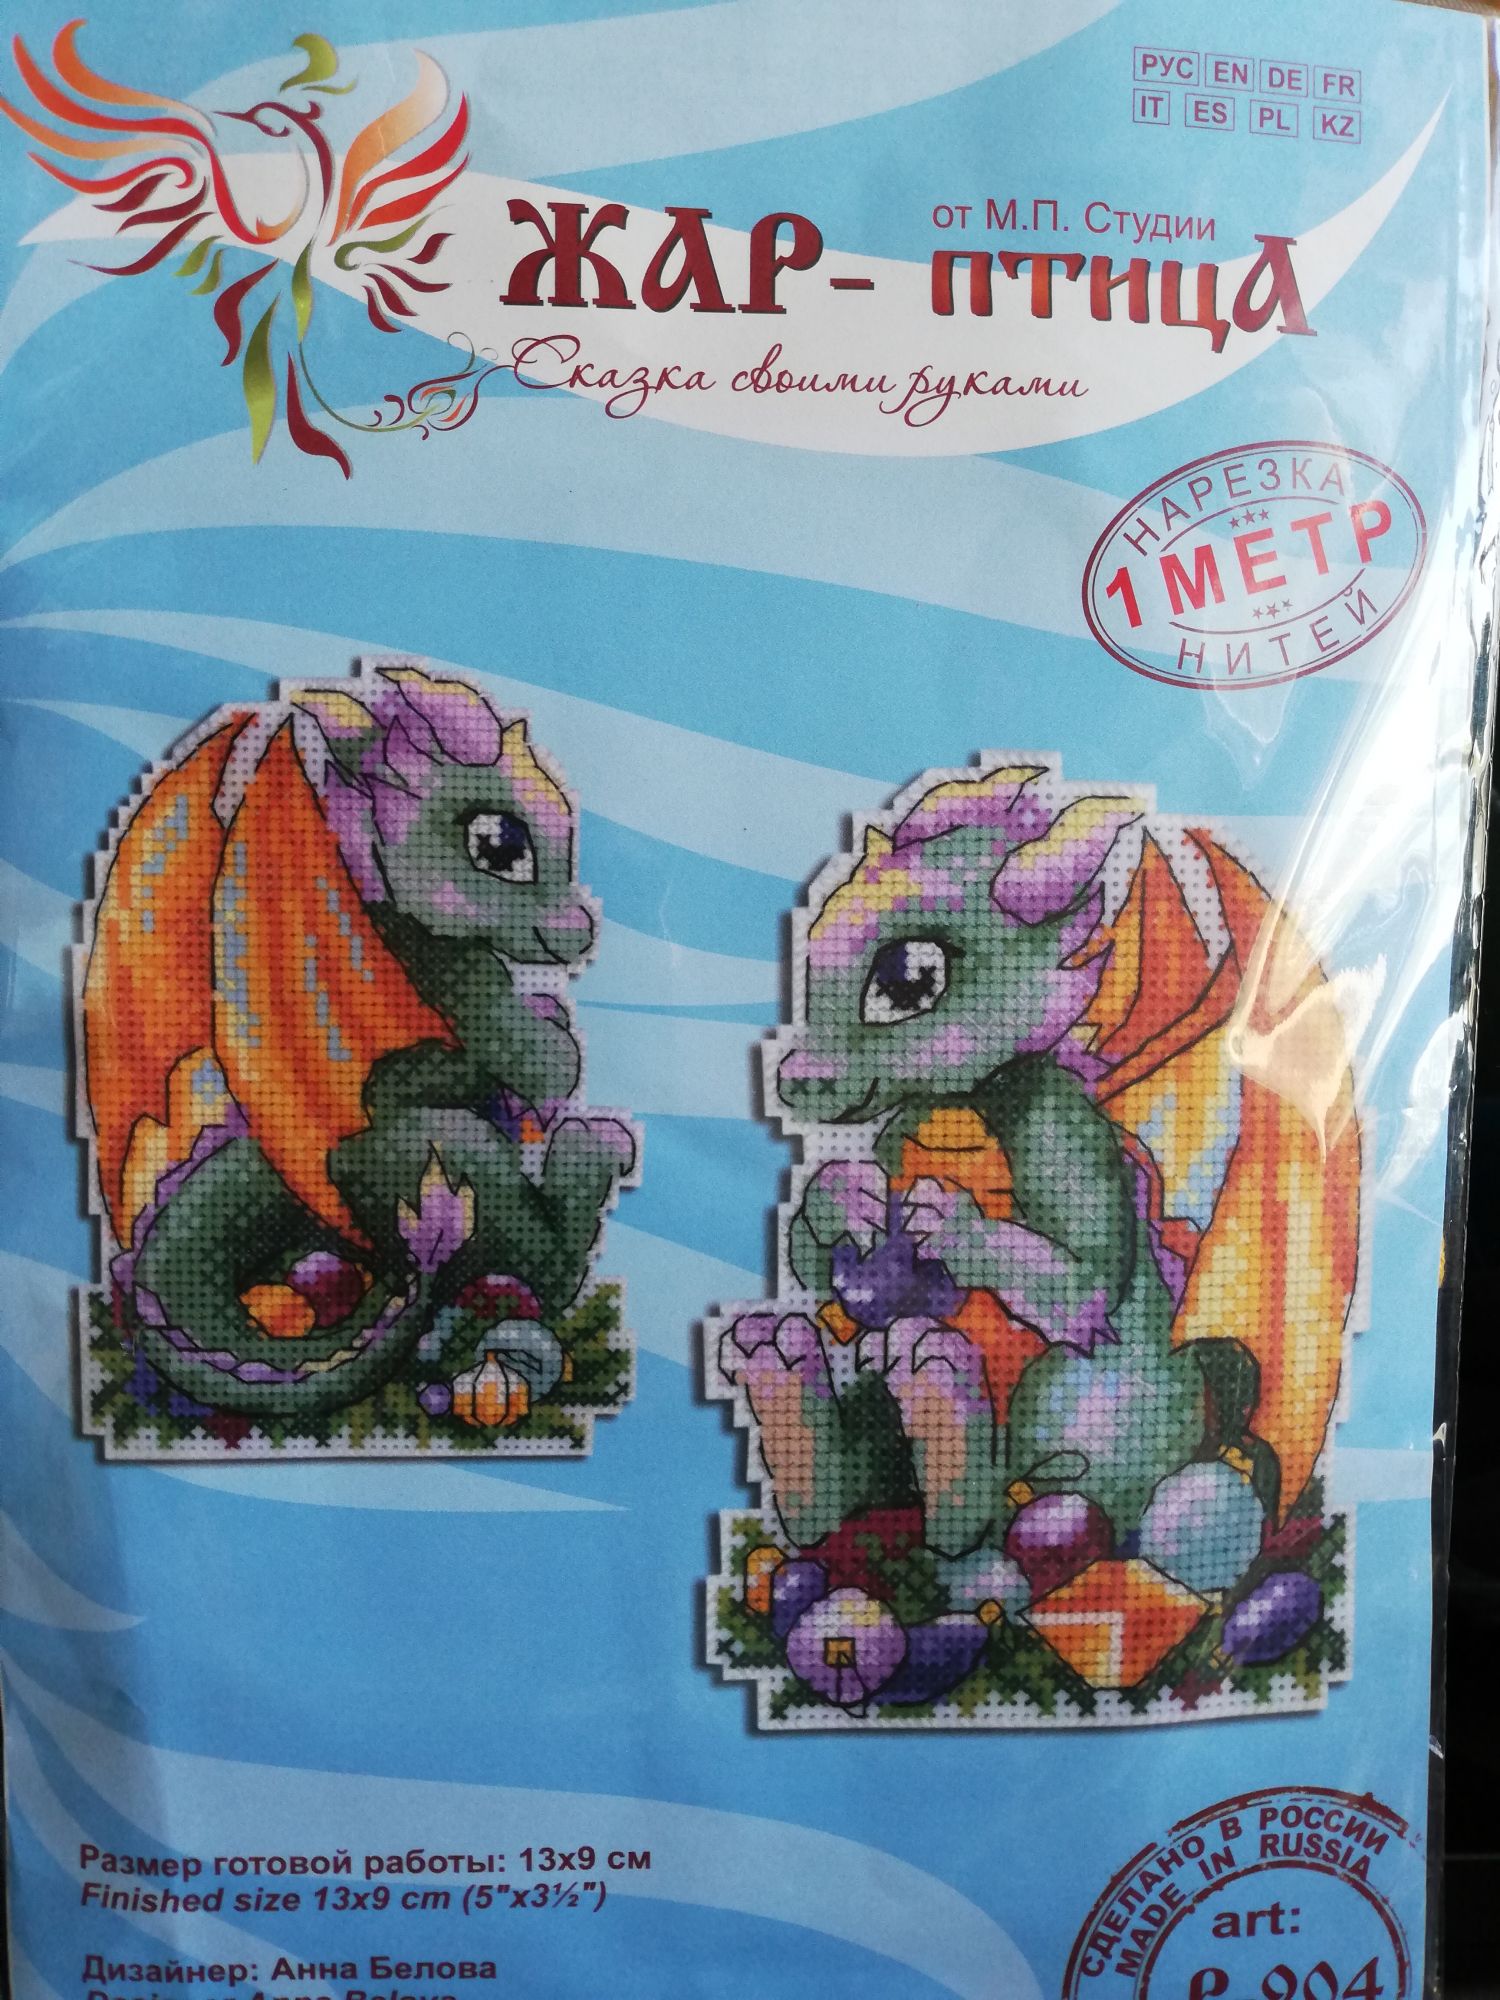 РУС EN DE FR
IT ES PL KZ
от М.П. Студии
ЖАР-ПТИЦА
Сказка своими руками
НАРЕЗКА
1 МЕТР
НИТЕЙ
Размер готовой работы: 13х9 см
Finished size 13x9 cm (5"x3½")
Дизайнер: Анна Белова
СДЕЛАНО В РОССИИ
MADE IN RUSSIA
art: